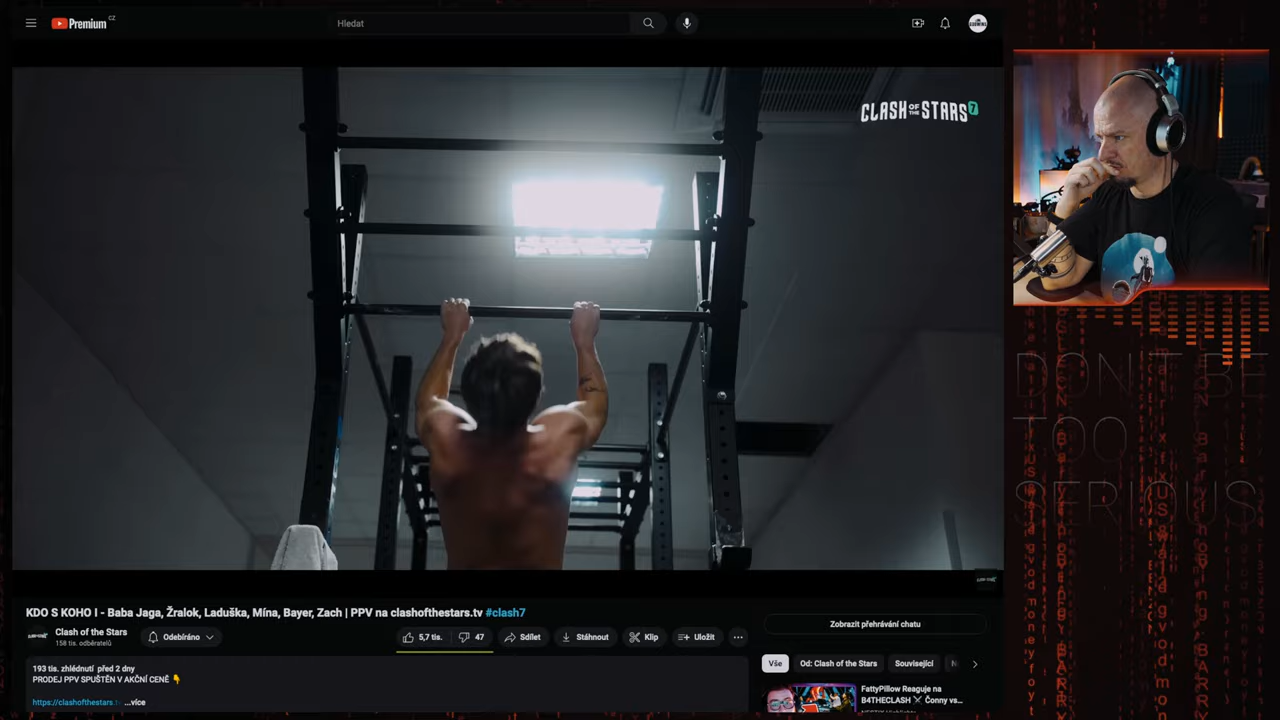 Premium CZ
Hledat
CLASH OF THE STARS 7
KDO S KOHO I - Baba Jaga, Žralok, Laduška, Mína, Bayer, Zach | PPV na clashofthestars.tv #clash7
Clash of the Stars
158 tis. odběratelů
Odebíráno
5,7 tis.
47
Sdílet
Stáhnout
Klip
Uložit
193 tis. zhlédnutí před 2 dny
PRODEJ PPV SPUŠTĚN V AKČNÍ CENĚ 👇
https://clashofthestars.t
...více
Zobrazit přehrávání chatu
Vše
Od: Clash of the Stars
Související
FattyPillow Reaguje na
B4THECLASH ⚔ Čonny vs...
DON'T BE
TOO
SERIOUS